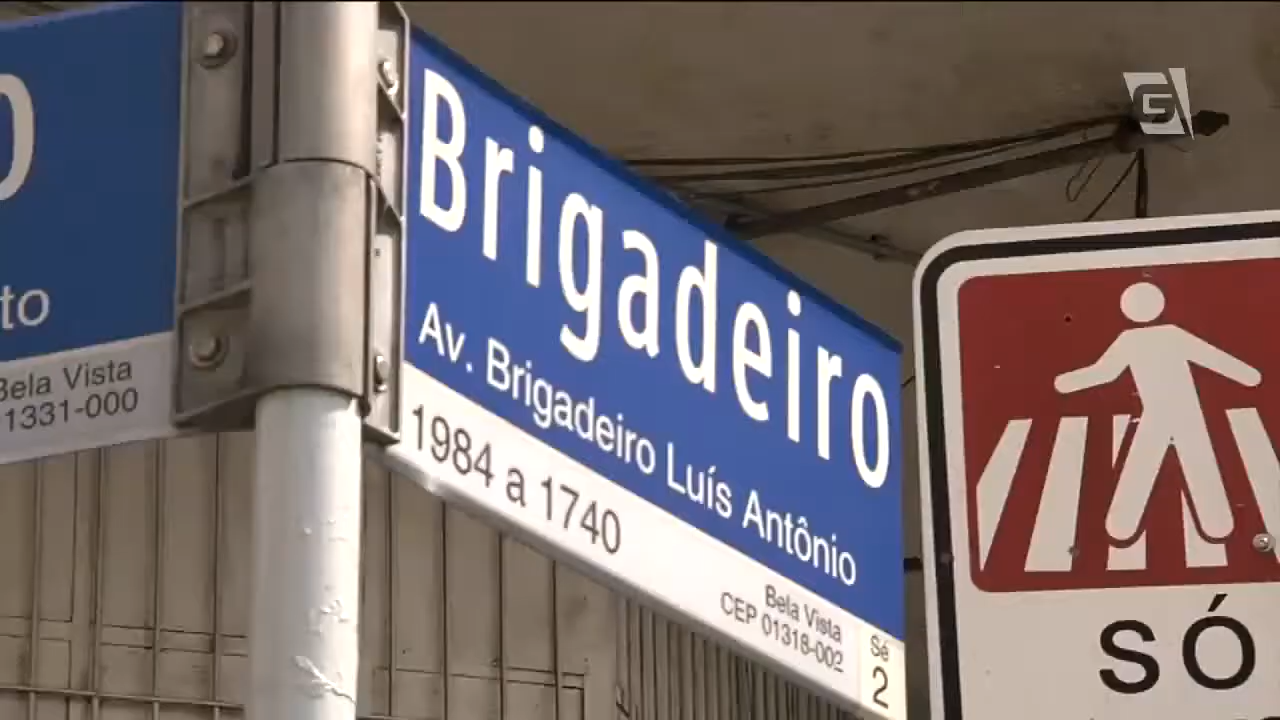 to
Bela Vista
1331-000
Brigadeiro
Av. Brigadeiro Luís Antônio
1984 a 1740
Bela Vista
CEP 01318-002
Sé
2
SÓ
G